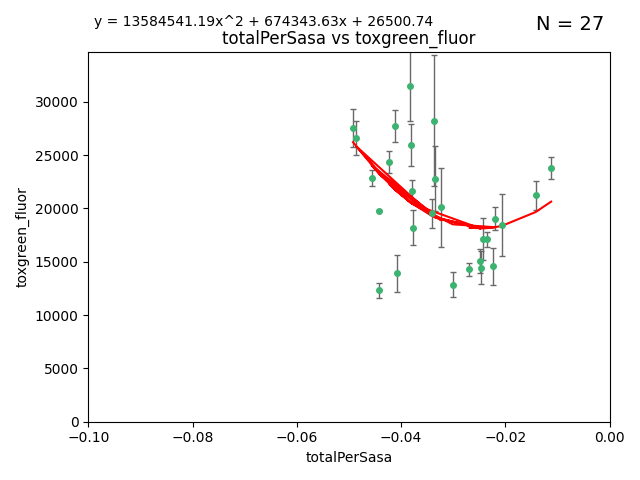 y = 13584541.19x^2 + 674343.63x + 26500.74
N = 27
totalPerSasa vs toxgreen_fluor
30000
25000
20000
15000
10000
5000
0
toxgreen_fluor
−0.10
−0.08
−0.06
−0.04
−0.02
0.00
totalPerSasa